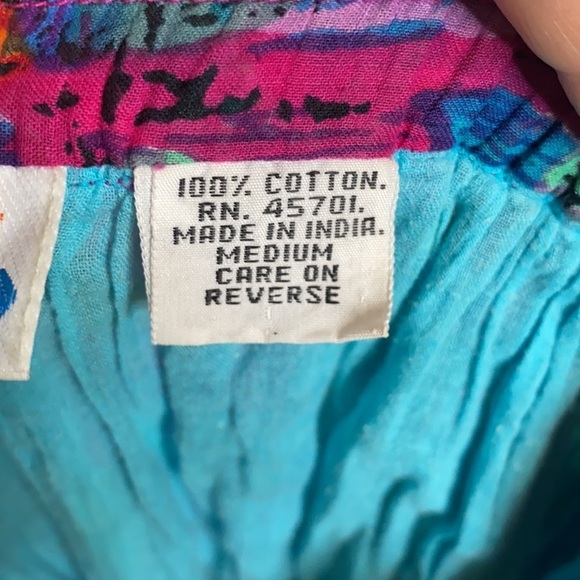 100% COTTON.
RN. 45701.
MADE IN INDIA.
MEDIUM
CARE ON
REVERSE